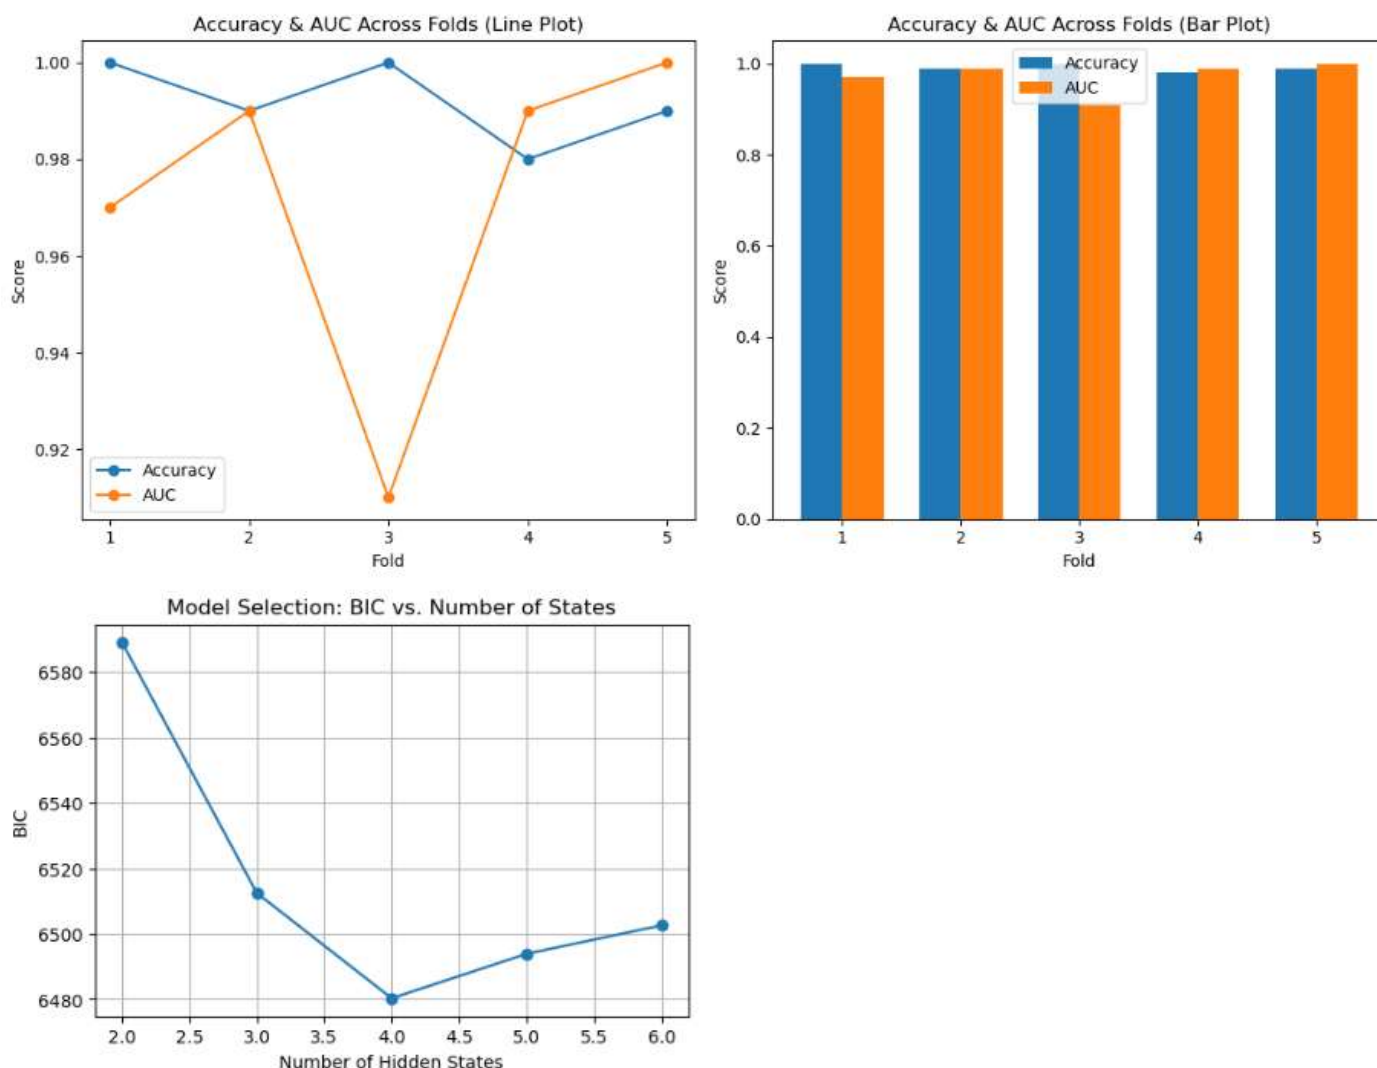 Accuracy & AUC Across Folds (Line Plot)
1.00
0.98
0.96
0.94
0.92
Score
Accuracy
AUC
1 2 3 4 5
Fold
Accuracy & AUC Across Folds (Bar Plot)
1.0
0.8
0.6
0.4
0.2
0.0
Score
Accuracy
AUC
1 2 3 4 5
Fold
Model Selection: BIC vs. Number of States
6580
6560
6540
6520
6500
6480
BIC
2.0 2.5 3.0 3.5 4.0 4.5 5.0 5.5 6.0
Number of Hidden States